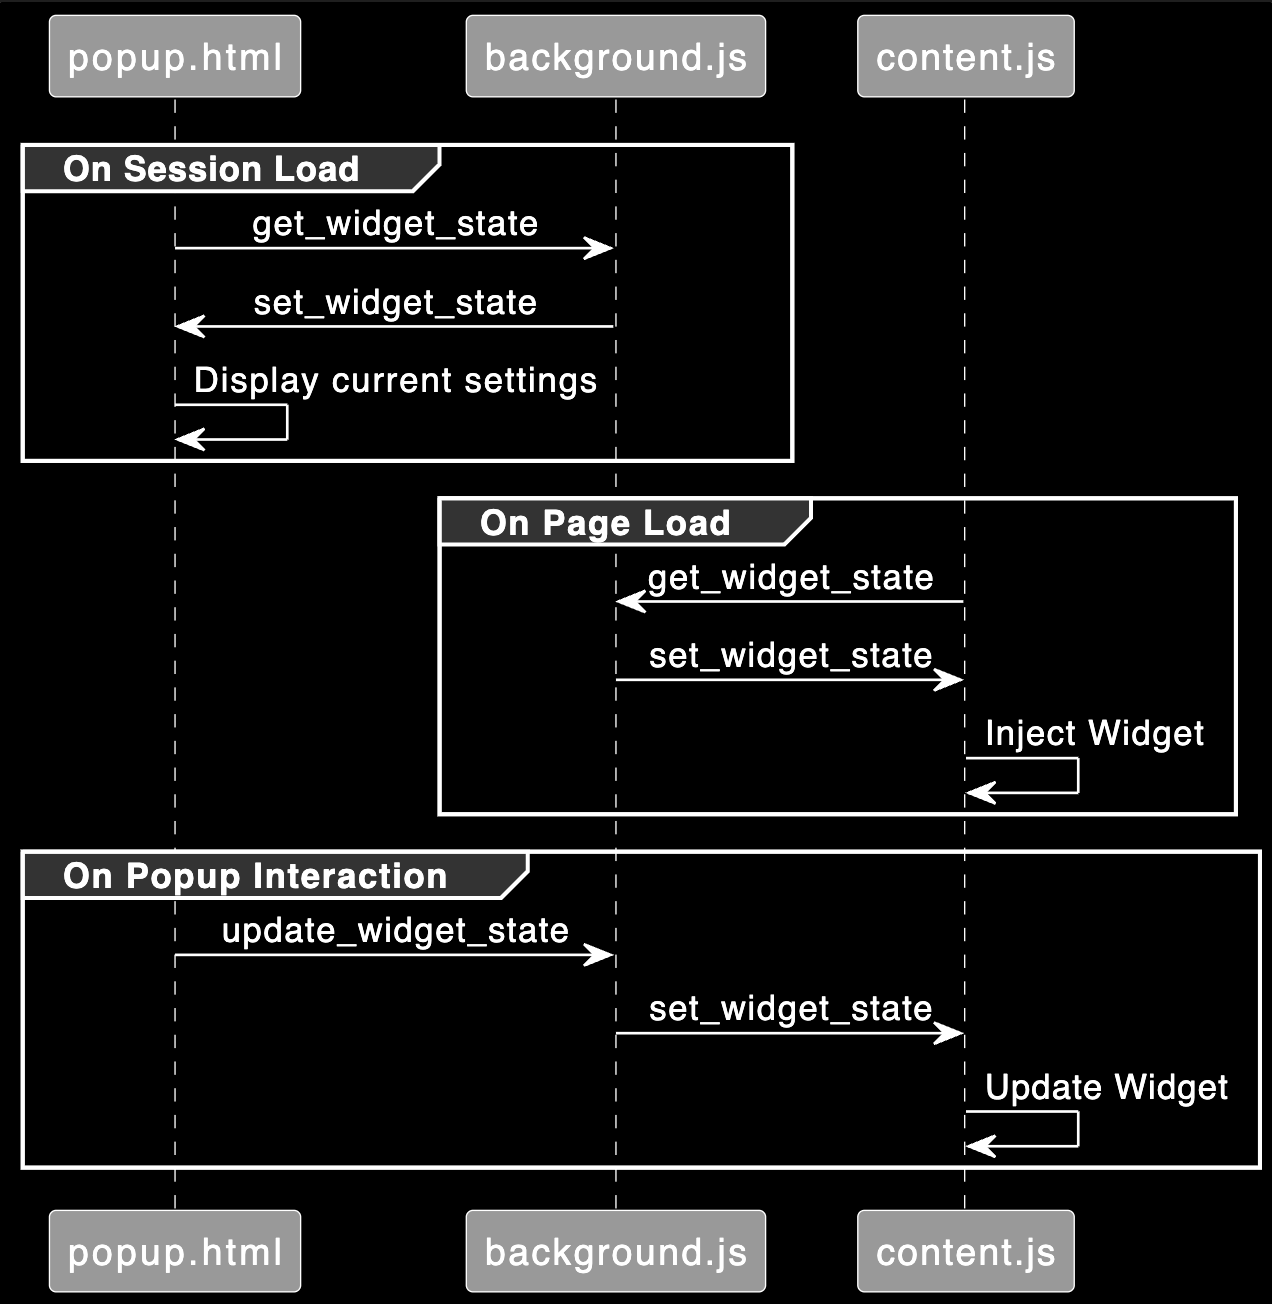 popup.html
background.js
content.js
On Session Load
get_widget_state
set_widget_state
Display current settings
On Page Load
get_widget_state
set_widget_state
Inject Widget
On Popup Interaction
update_widget_state
set_widget_state
Update Widget
popup.html
background.js
content.js